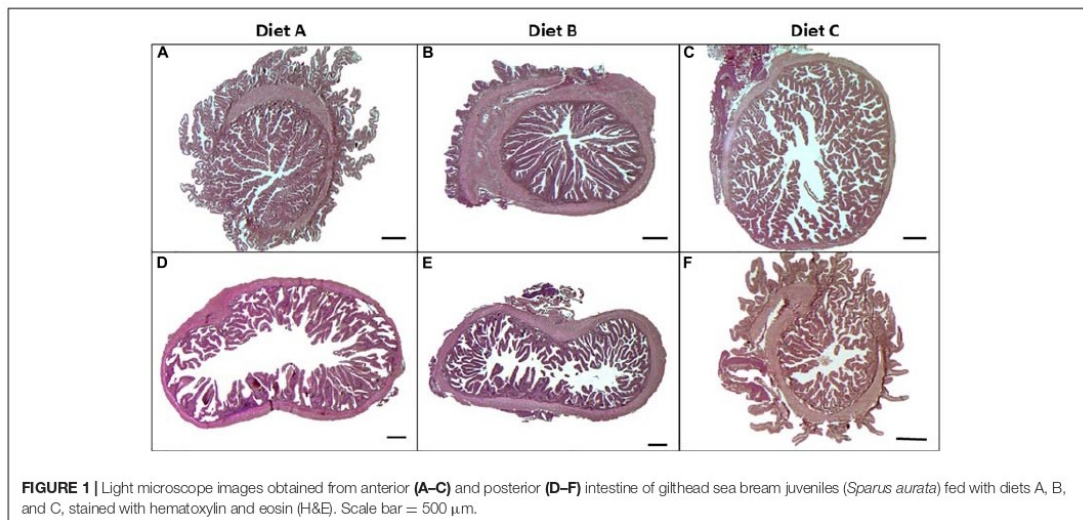 Diet A Diet B Diet C
A B C
D E F
FIGURE 1 | Light microscope images obtained from anterior (A–C) and posterior (D–F) intestine of gilthead sea bream juveniles (Sparus aurata) fed with diets A, B,
and C, stained with hematoxylin and eosin (H&E). Scale bar = 500 μm.